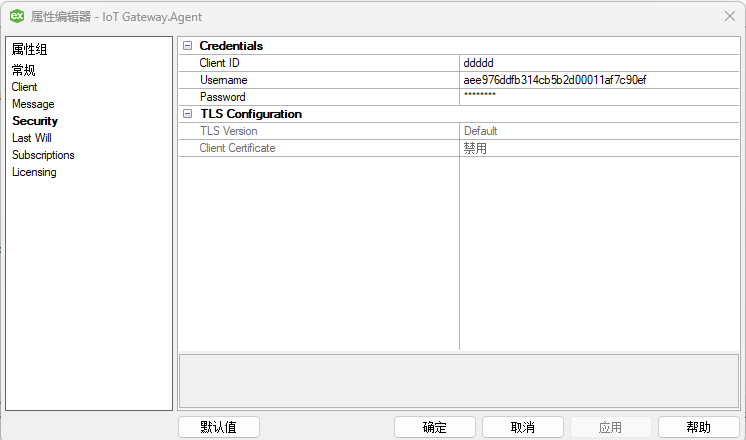 属性编辑器 - IoT Gateway.Agent
属性组
常规
Client
Message
Security
Last Will
Subscriptions
Licensing
Credentials
Client ID ddddd
Username aee976ddfb314cb5b2d00011af7c90ef
Password ********
TLS Configuration
TLS Version Default
Client Certificate 禁用
默认值 确定 取消 应用 帮助